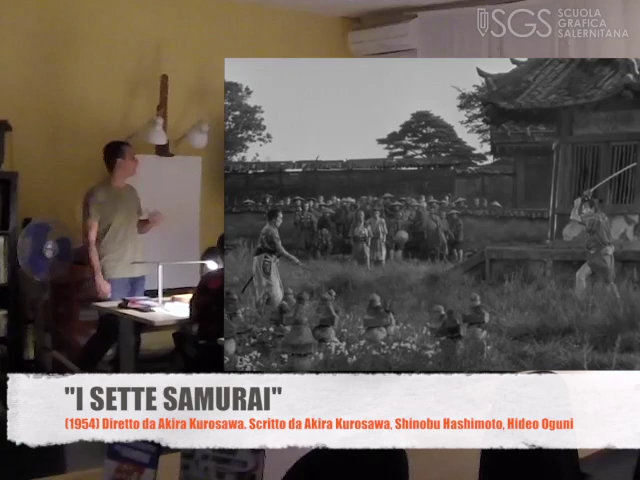 SGS SCUOLA
GRAFICA
SALERNITANA
"I SETTE SAMURAI"
(1954) Diretto da Akira Kurosawa. Scritto da Akira Kurosawa, Shinobu Hashimoto, Hideo Oguni